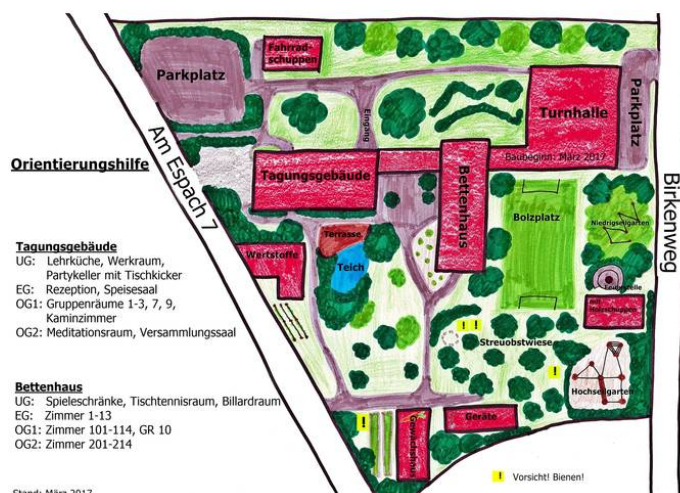 Orientierungshilfe
Tagungsgebäude
UG: Lehrküche, Werkraum,
Partykeller mit Tischkicker
EG: Rezeption, Speisesaal
OG1: Gruppenräume 1-3, 7, 9,
Kaminzimmer
OG2: Meditationsraum, Versammlungssaal
Bettenhaus
UG: Spieleschränke, Tischtennisraum, Billardraum
EG: Zimmer 1-13
OG1: Zimmer 101-114, GR 10
OG2: Zimmer 201-214
Stand: März 2017
Am Espach 7
Birkenweg
Parkplatz
Fahrrad-
schuppen
Eingang
Turnhalle
Baubeginn: März 2017
Parkplatz
Tagungsgebäude
Bettenhaus
Bolzplatz
Niedrigseilgarten
Terrasse
Teich
Wertstoffe
Feuerstelle
Holzschuppen
! !
Streuobstwiese
!
Hochseilgarten
!
Geräte
! Vorsicht! Bienen!